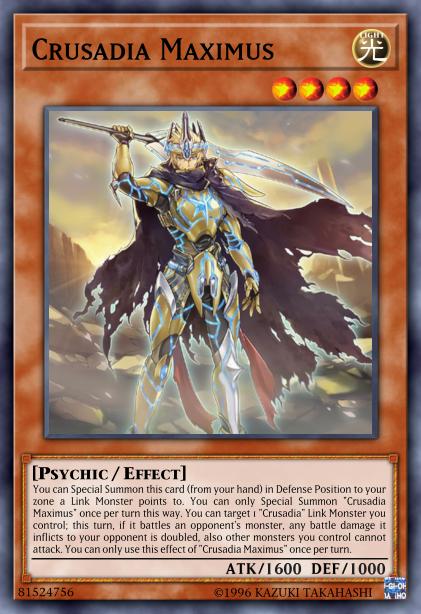 CRUSADIA MAXIMUS
LIGHT
光
[PSYCHIC / EFFECT]
You can Special Summon this card (from your hand) in Defense Position to your
zone a Link Monster points to. You can only Special Summon "Crusadia
Maximus" once per turn this way. You can target 1 "Crusadia" Link Monster you
control; this turn, if it battles an opponent's monster, any battle damage it
inflicts to your opponent is doubled, also other monsters you control cannot
attack. You can only use this effect of "Crusadia Maximus" once per turn.
ATK/1600 DEF/1000
81524756
©1996 KAZUKI TAKAHASHI